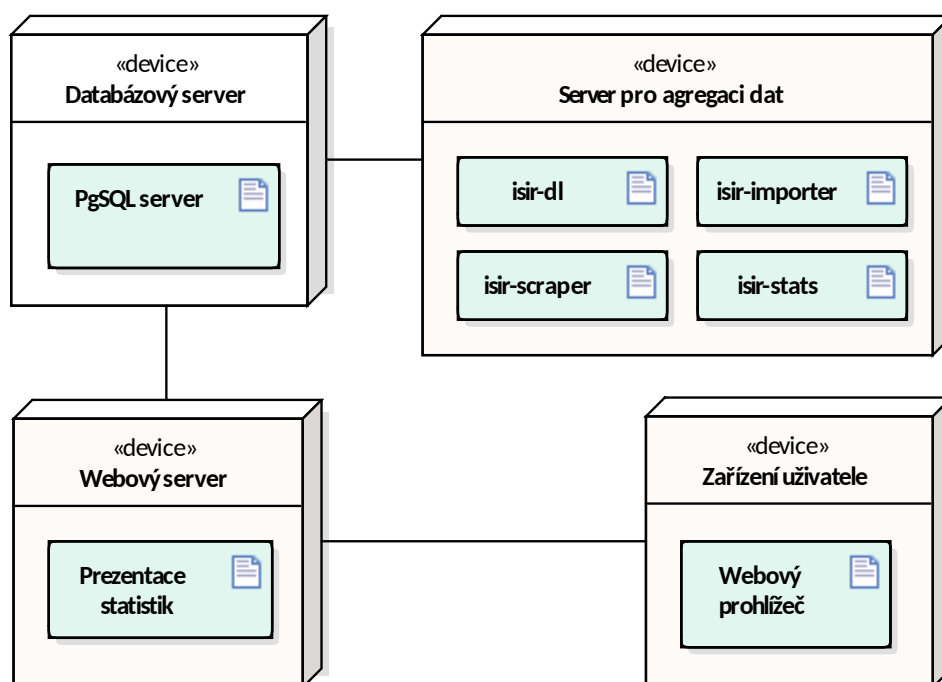 «device»
Databázový server
PgSQL server
«device»
Server pro agregaci dat
isir-dl
isir-importer
isir-scraper
isir-stats
«device»
Webový server
Prezentace
statistik
«device»
Zařízení uživatele
Webový
prohlížeč